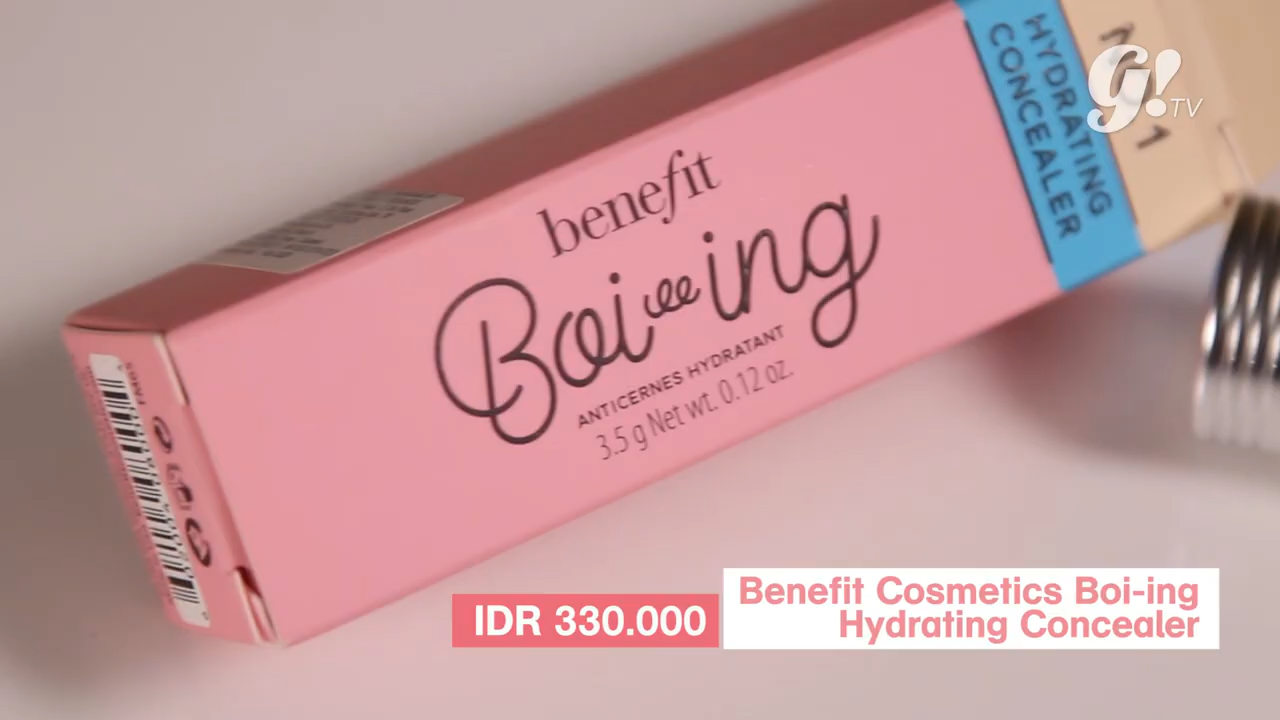 G! TV
HYDRATING
CONCEALER
benefit
Boi-ing
ANTICERNES HYDRATANT
3.5 g Net wt. 0.12 oz.
IDR 330.000
Benefit Cosmetics Boi-ing
Hydrating Concealer